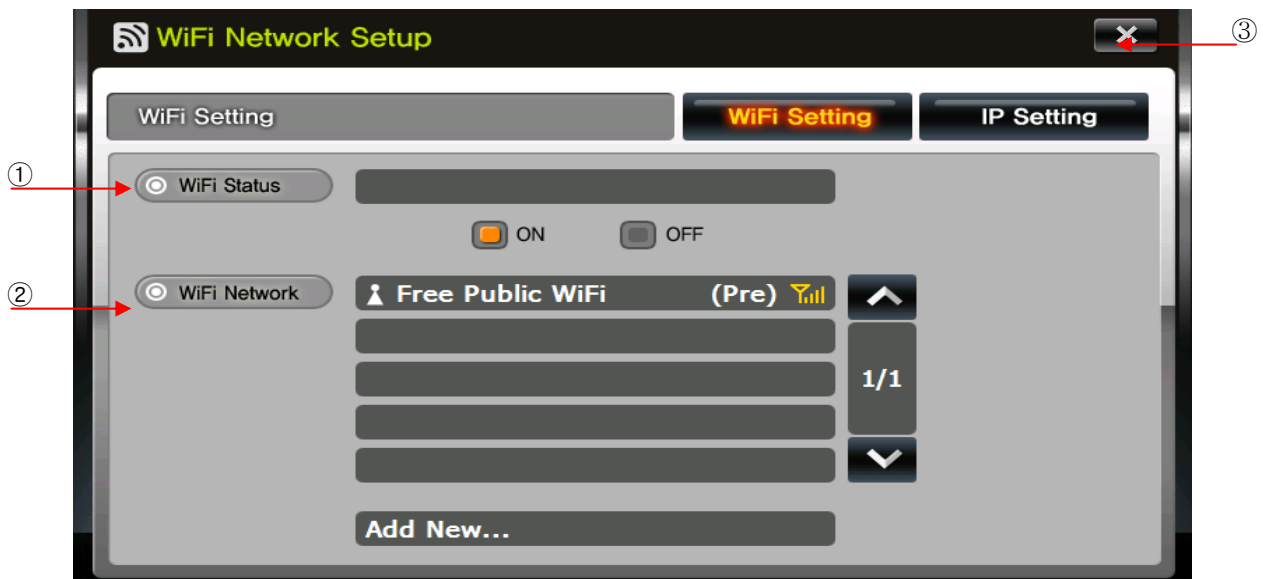 WiFi Network Setup
③
WiFi Setting
WiFi Setting
IP Setting
①
WiFi Status
ON
OFF
②
WiFi Network
Free Public WiFi (Pre)
1/1
Add New...